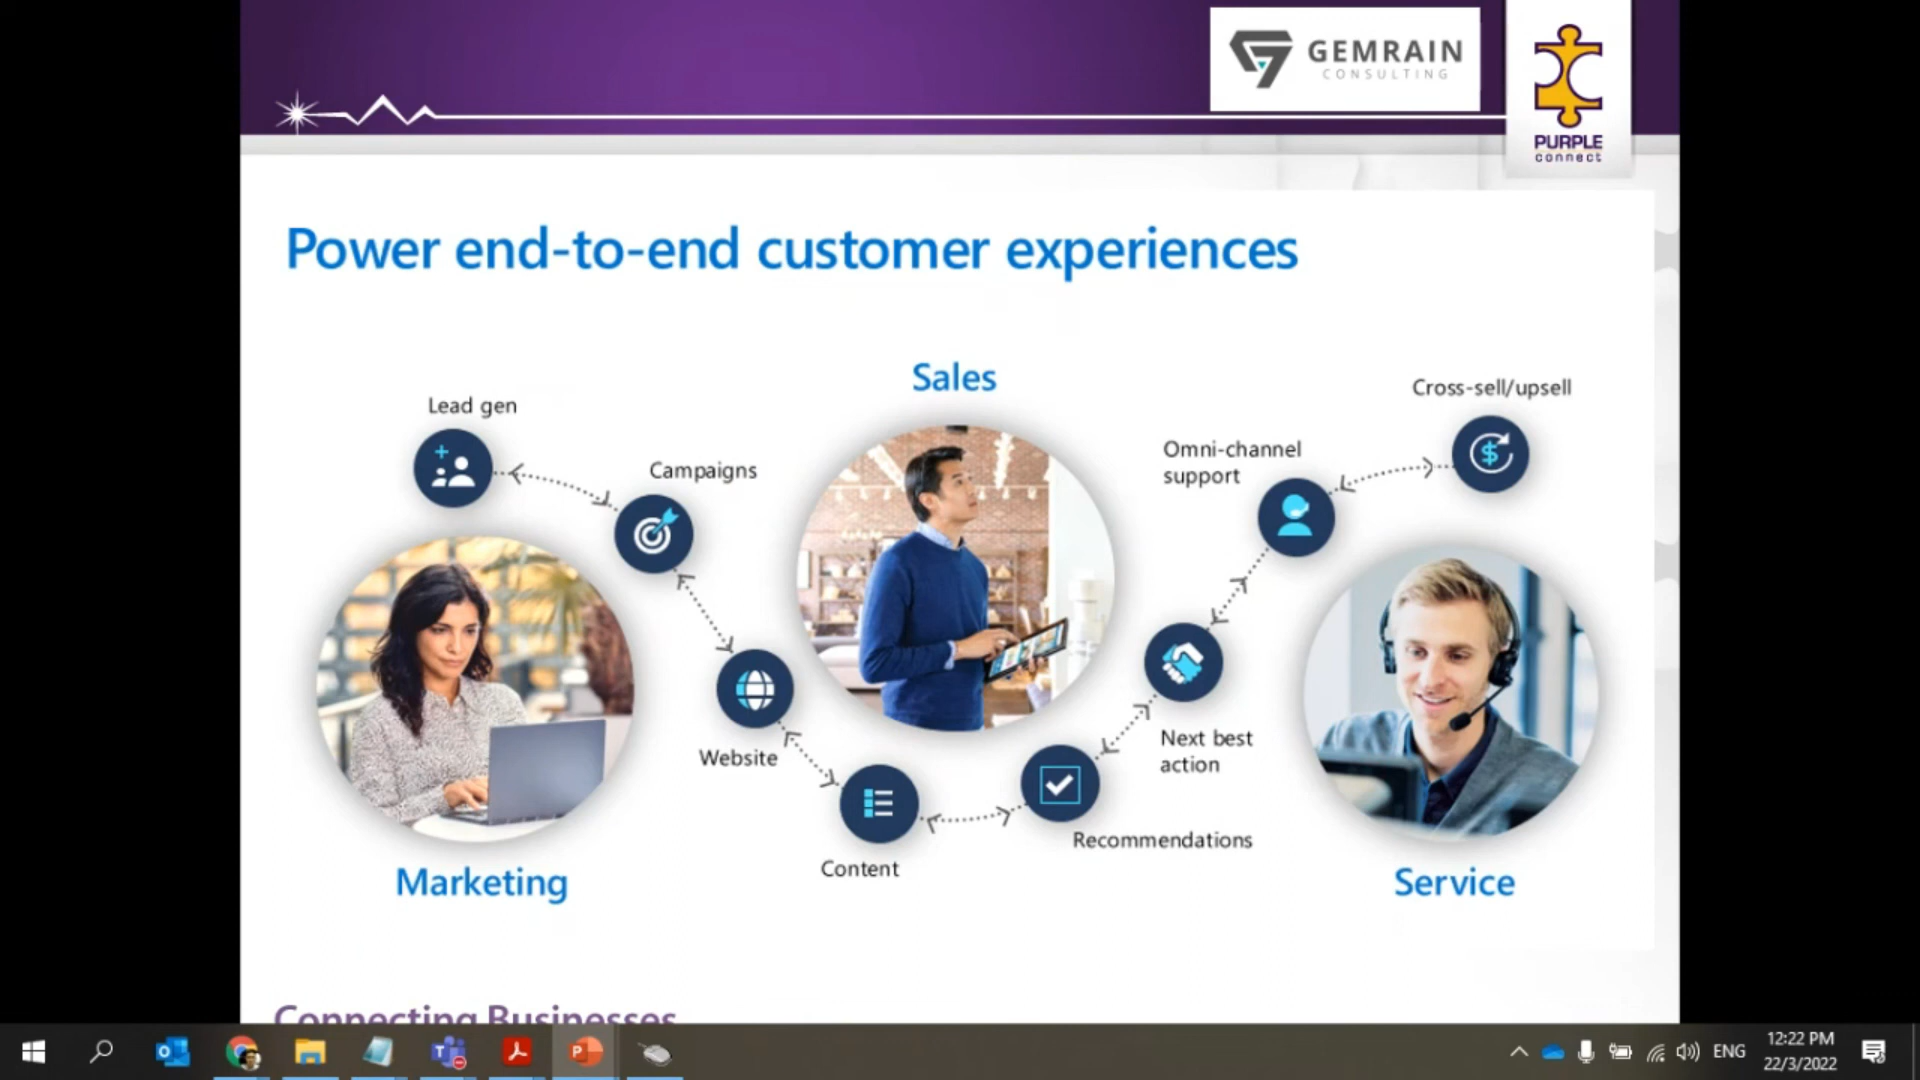 GEMRAIN
CONSULTING
PURPLE
connect
Power end-to-end customer experiences
Sales
Lead gen
Campaigns
Website
Content
Recommendations
Next best
action
Omni-channel
support
Cross-sell/upsell
Marketing
Service
Connecting Businesses
ENG
12:22 PM
22/3/2022